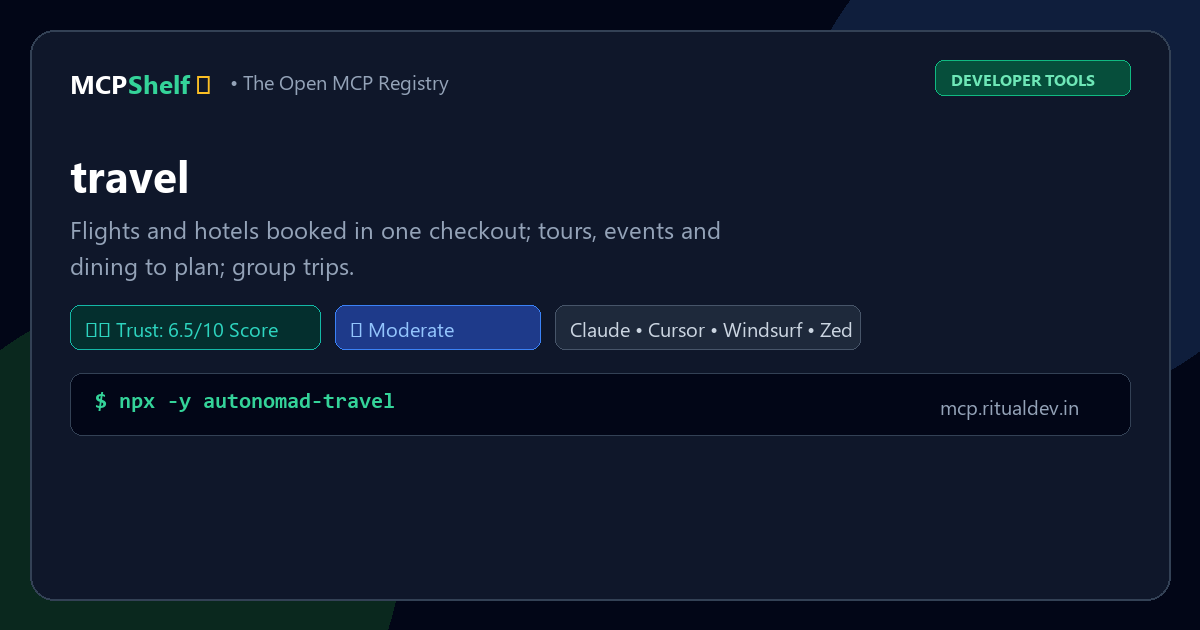 MCPShelf • The Open MCP Registry
DEVELOPER TOOLS
travel
Flights and hotels booked in one checkout; tours, events and
dining to plan; group trips.
Trust: 6.5/10 Score
Moderate
Claude • Cursor • Windsurf • Zed
$ npx -y autonomad-travel
mcp.ritualdev.in